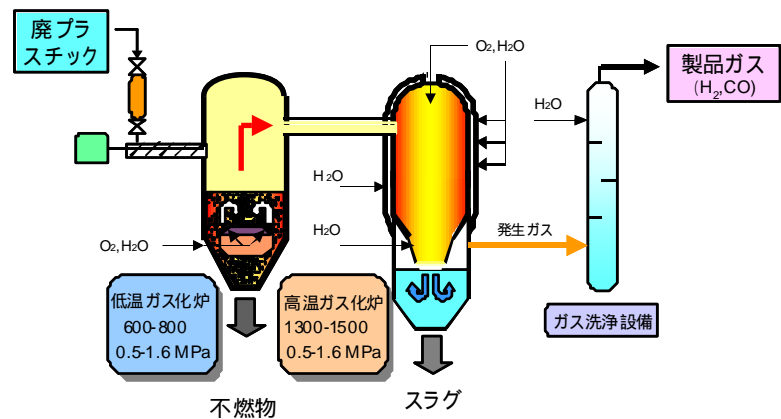 廃プラ
スチック
O2,H2O
製品ガス
(H2,CO)
H2O
H2O
H2O
O2,H2O
発生ガス
低温ガス化炉
600-800
0.5-1.6 MPa
高温ガス化炉
1300-1500
0.5-1.6 MPa
ガス洗浄設備
不燃物
スラグ